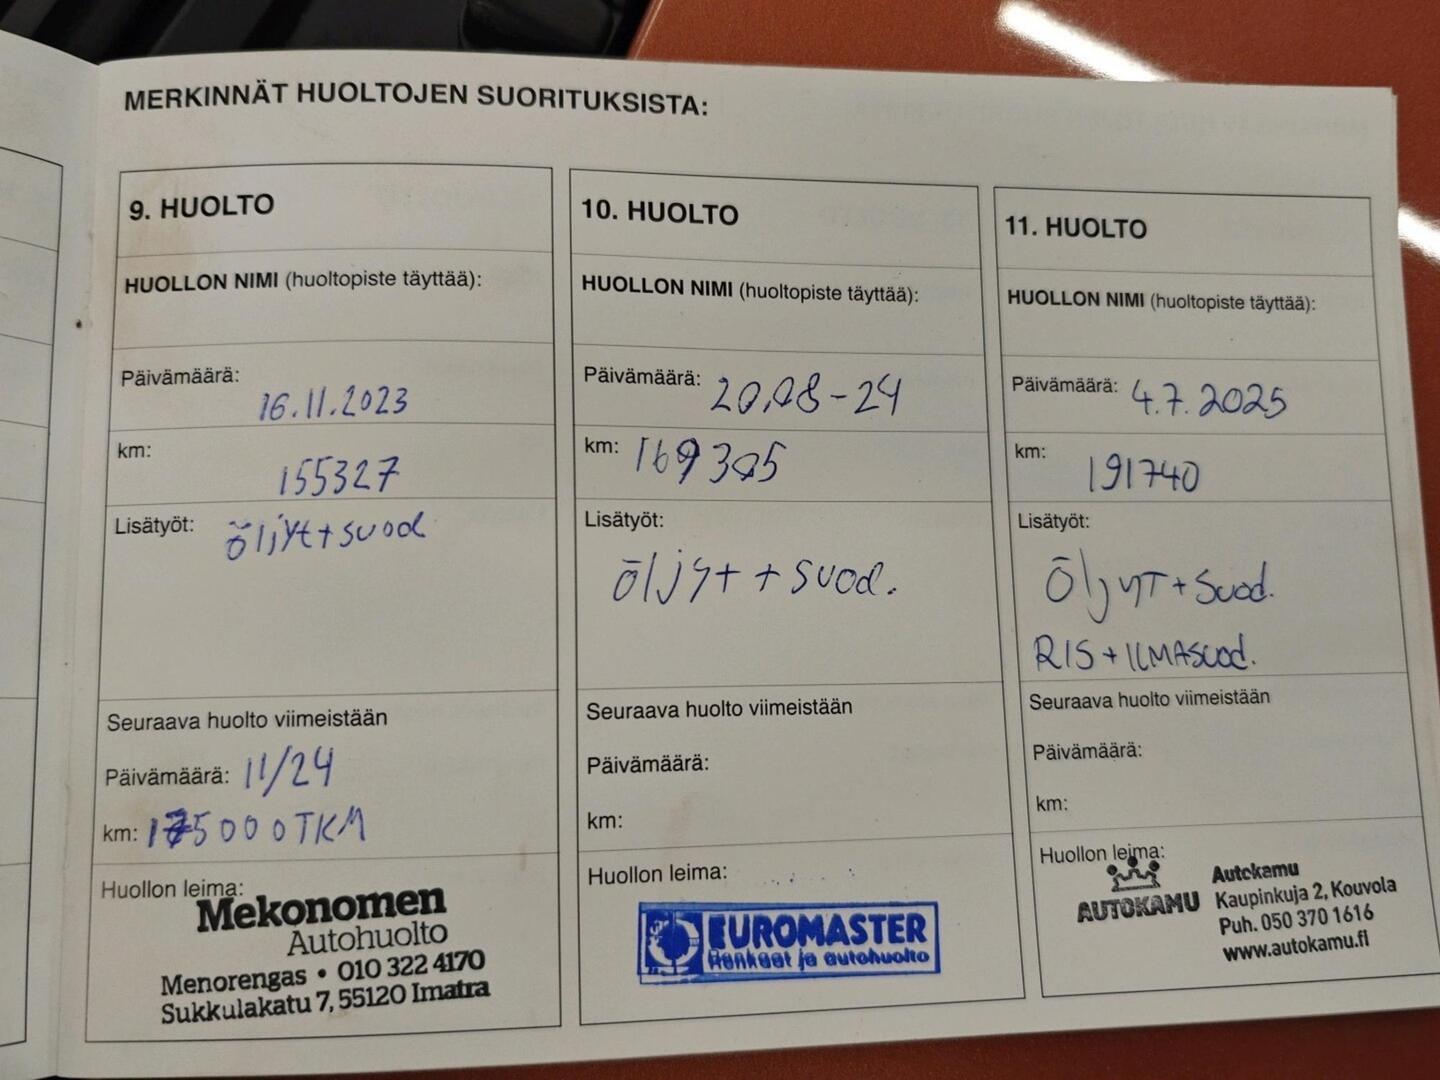 MERKINNÄT HUOLTOJEN SUORITUKSISTA:
9. HUOLTO
HUOLLON NIMI (huoltopiste täyttää):
Päivämäärä: 16.11.2023
km: 155327
Lisätyöt: öljyt + suod
Seuraava huolto viimeistään
Päivämäärä: 11/24
km: 175000TKM
Huollon leima:
Mekonomen
Autohuolto
Menorengas • 010 322 4170
Sukkulakatu 7, 55120 Imatra
10. HUOLTO
HUOLLON NIMI (huoltopiste täyttää):
Päivämäärä: 20.08-24
km:
Lisätyöt:
öljyt + suod.
Seuraava huolto viimeistään
Päivämäärä:
km:
Huollon leima:
EUROMASTER
Renkaat ja autohuolto
11. HUOLTO
HUOLLON NIMI (huoltopiste täyttää):
Päivämäärä: 4.7.2025
km: 191740
Lisätyöt:
ÖljyT + Suod.
RIS + ILMASuod.
Seuraava huolto viimeistään
Päivämäärä:
km:
Huollon leima:
AUTOKAMU
Autokamu
Kaupinkuja 2, Kouvola
Puh. 050 370 1616
www.autokamu.fi